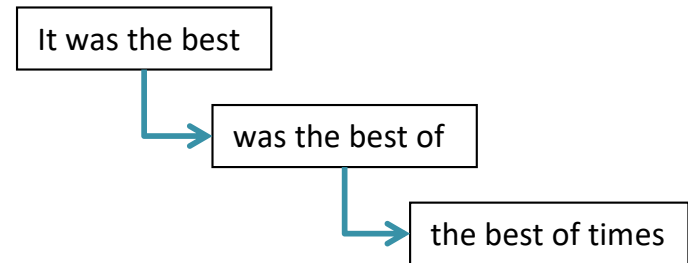 It was the best
was the best of
the best of times